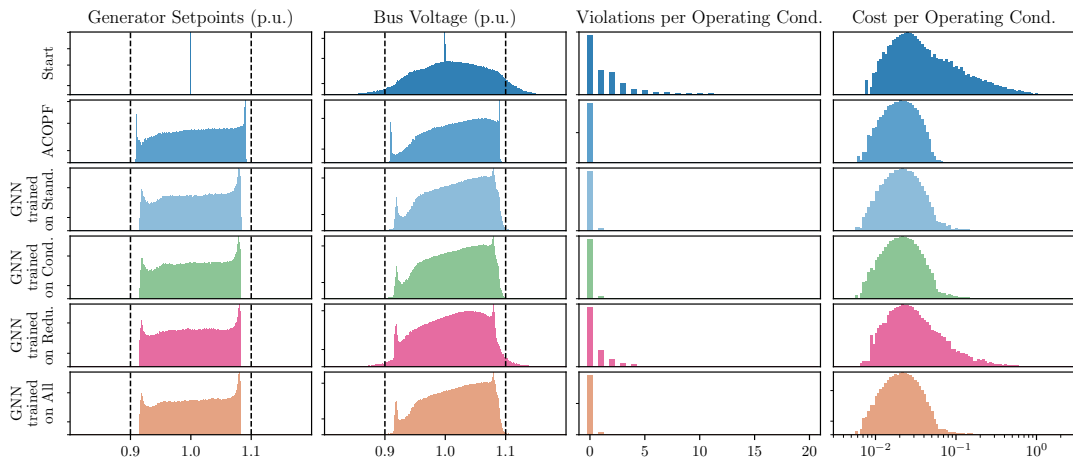 Generator Setpoints (p.u.)
Bus Voltage (p.u.)
Violations per Operating Cond.
Cost per Operating Cond.
Start
ACOPF
GNN
trained
on Stand.
GNN
trained
on Cond.
GNN
trained
on Redu.
GNN
trained
on All
0.9 1.0 1.1
0.9 1.0 1.1
0 5 10 15 20
10⁻² 10⁻¹ 10⁰